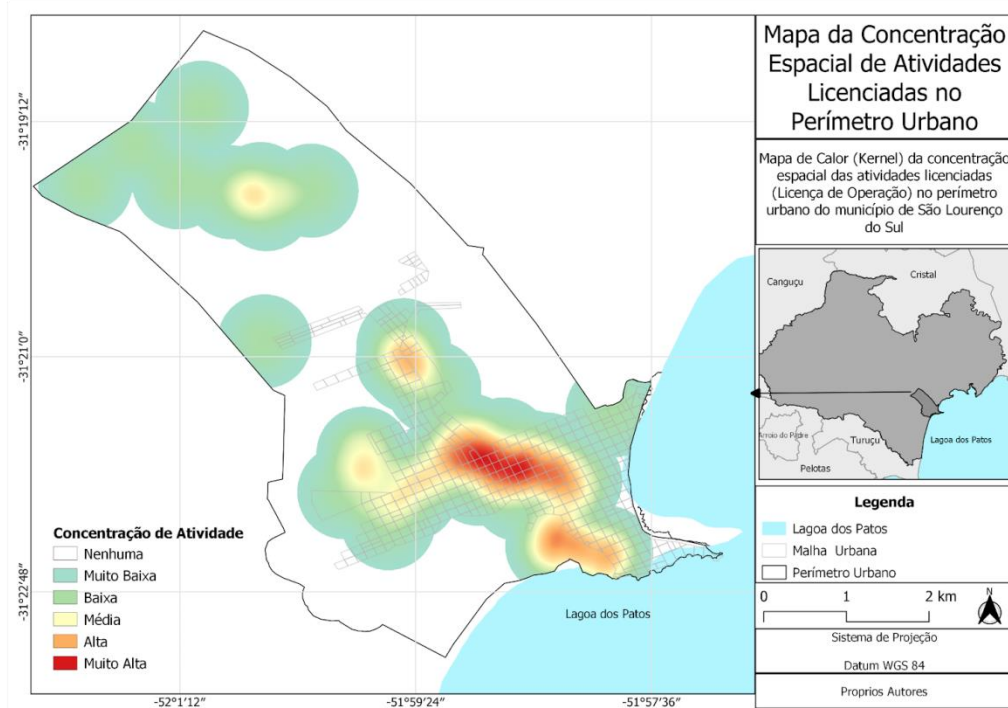 Mapa da Concentração
Espacial de Atividades
Licenciadas no
Perímetro Urbano
Mapa de Calor (Kernel) da concentração
espacial das atividades licenciadas
(Licença de Operação) no perímetro
urbano do município de São Lourenço
do Sul
Canguçu
Cristal
Arroio do Padre
Turuçu
Lagoa dos Patos
Pelotas
Legenda
Lagoa dos Patos
Malha Urbana
Perímetro Urbano
0 1 2 km
N
Sistema de Projeção
Datum WGS 84
Proprios Autores
-31°19'12"
-31°21'0"
-31°22'48"
-52°1'12"
-51°59'24"
-51°57'36"
Concentração de Atividade
Nenhuma
Muito Baixa
Baixa
Média
Alta
Muito Alta
Lagoa dos Patos